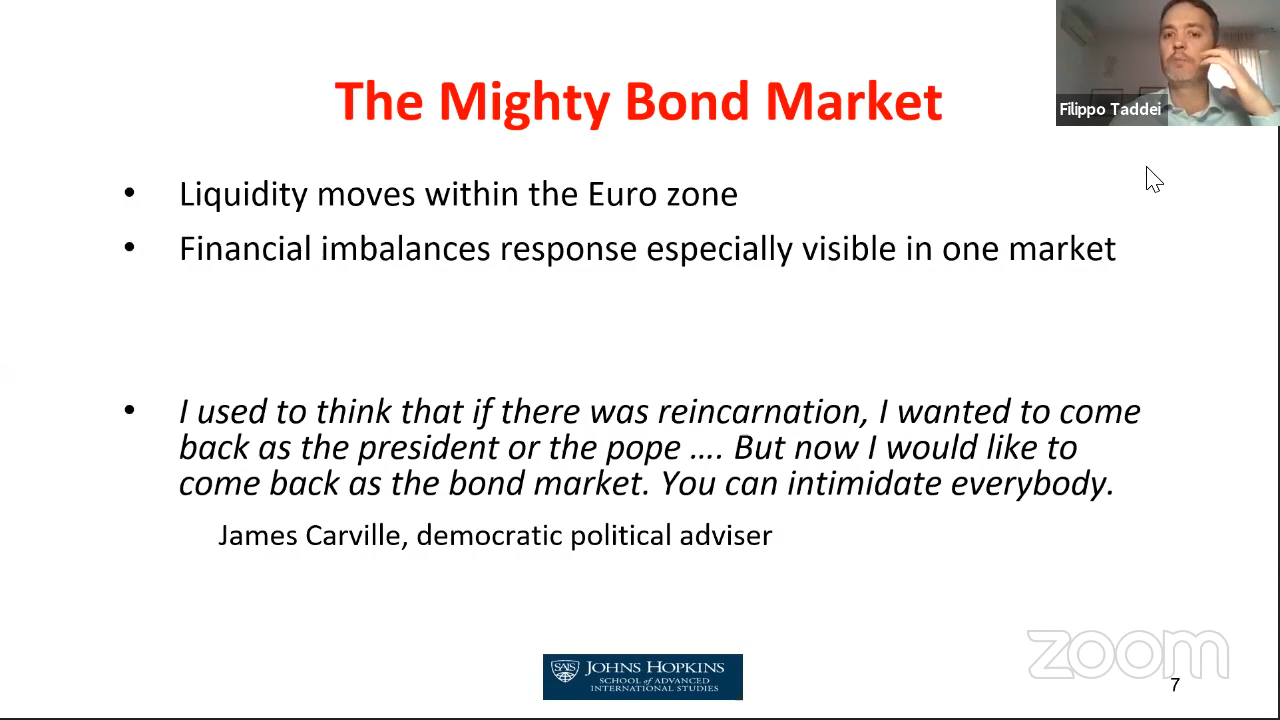 The Mighty Bond Market
Filippo Taddei
• Liquidity moves within the Euro zone
• Financial imbalances response especially visible in one market
• I used to think that if there was reincarnation, I wanted to come
back as the president or the pope …. But now I would like to
come back as the bond market. You can intimidate everybody.
James Carville, democratic political adviser
SAIS
JOHNS HOPKINS
SCHOOL of ADVANCED
INTERNATIONAL STUDIES
zoom
7